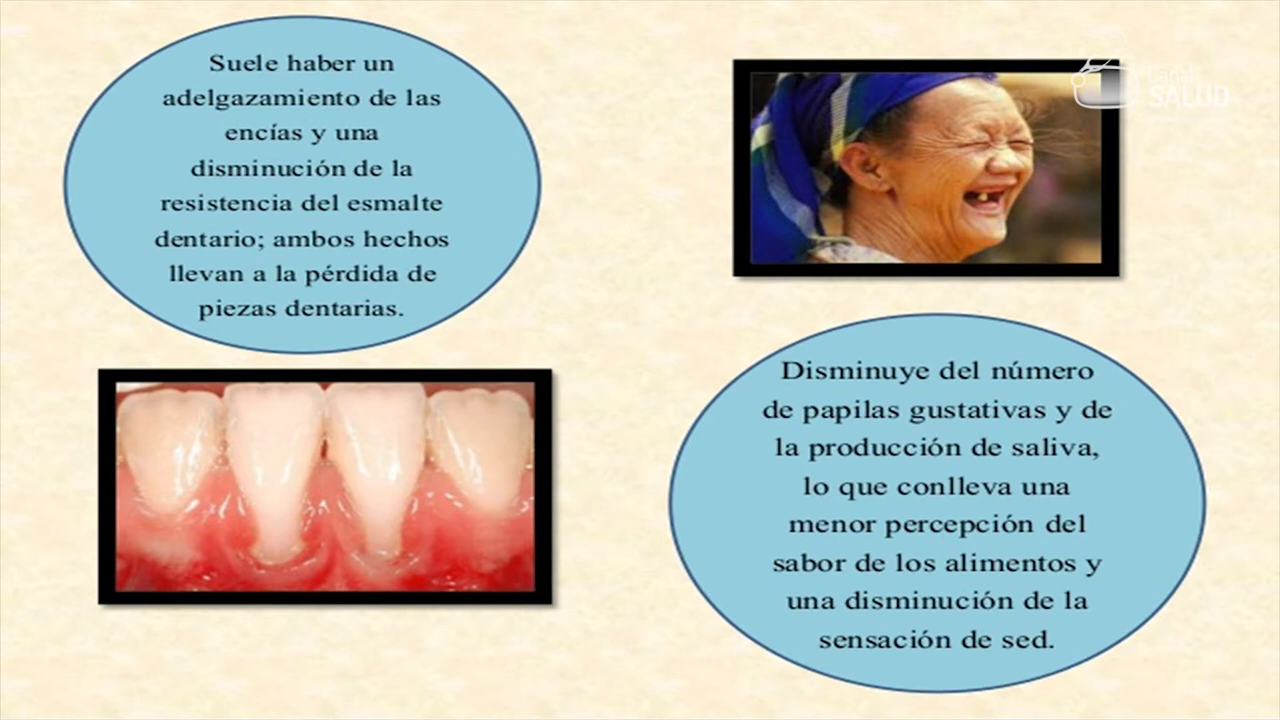 Suele haber un
adelgazamiento de las
encías y una
disminución de la
resistencia del esmalte
dentario; ambos hechos
llevan a la pérdida de
piezas dentarias.
Canal
SALUD
Disminuye del número
de papilas gustativas y de
la producción de saliva,
lo que conlleva una
menor percepción del
sabor de los alimentos y
una disminución de la
sensación de sed.